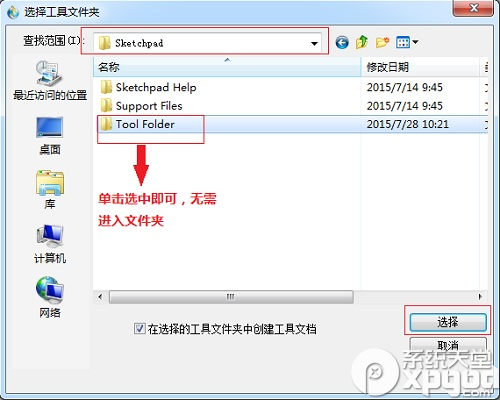 选择工具文件夹
查找范围(I):
Sketchpad
名称
修改日期
Sketchpad Help
2015/7/14 9:45
Support Files
2015/7/14 9:45
Tool Folder
2015/7/28 10:21
最近访问的位置
桌面
库
计算机
网络
单击选中即可，无需
进入文件夹
在选择的工具文件夹中创建工具文档
选择
取消
系统天堂
xpgbt.com